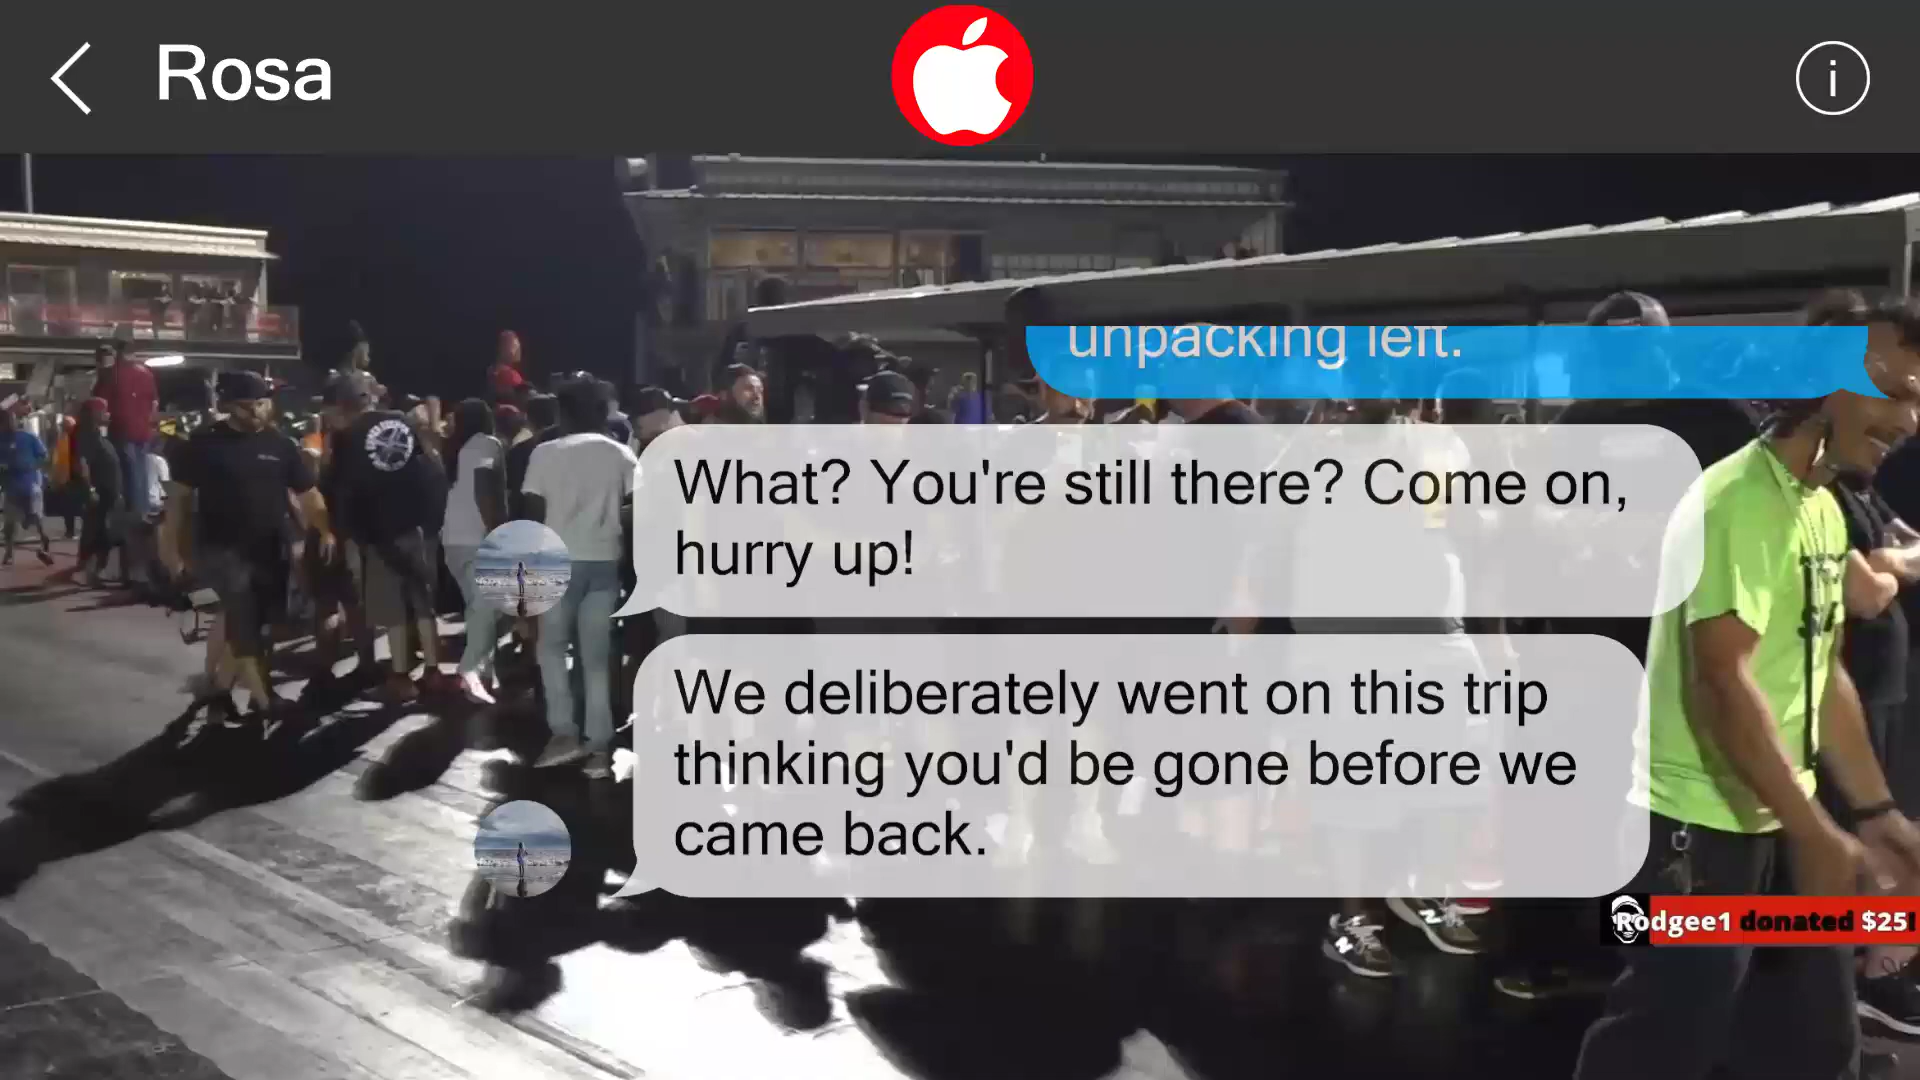 Rosa
unpacking left.
What? You're still there? Come on,
hurry up!
We deliberately went on this trip
thinking you'd be gone before we
came back.
Rodgee1 donated $25!